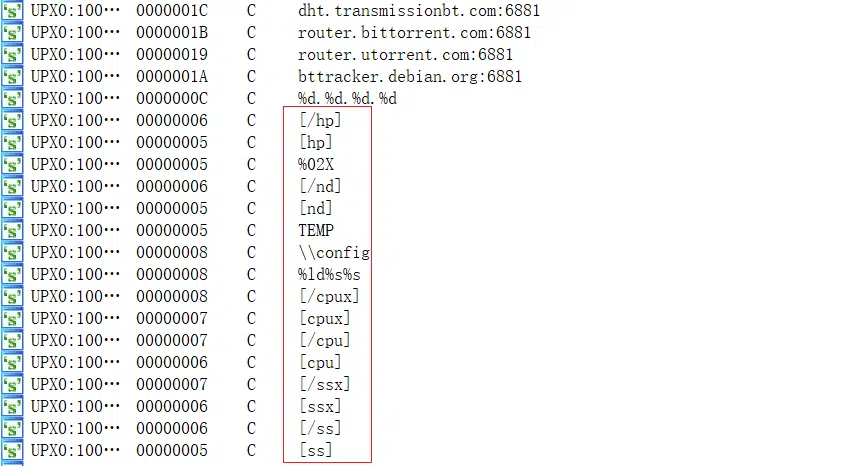 's' UPX0:100… 0000001C C dht.transmissionbt.com:6881
's' UPX0:100… 0000001B C router.bittorrent.com:6881
's' UPX0:100… 00000019 C router.utorrent.com:6881
's' UPX0:100… 0000001A C bttracker.debian.org:6881
's' UPX0:100… 0000000C C %d.%d.%d.%d
's' UPX0:100… 00000006 C [/hp]
's' UPX0:100… 00000005 C [hp]
's' UPX0:100… 00000005 C %02X
's' UPX0:100… 00000006 C [/nd]
's' UPX0:100… 00000005 C [nd]
's' UPX0:100… 00000005 C TEMP
's' UPX0:100… 00000008 C \\config
's' UPX0:100… 00000008 C %ld%s%s
's' UPX0:100… 00000008 C [/cpux]
's' UPX0:100… 00000007 C [cpux]
's' UPX0:100… 00000007 C [/cpu]
's' UPX0:100… 00000006 C [cpu]
's' UPX0:100… 00000007 C [/ssx]
's' UPX0:100… 00000006 C [ssx]
's' UPX0:100… 00000006 C [/ss]
's' UPX0:100… 00000005 C [ss]